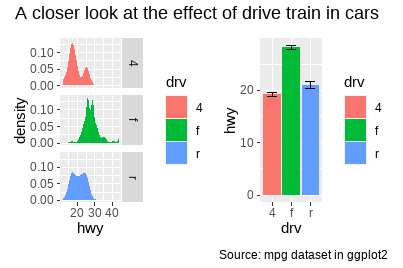 A closer look at the effect of drive train in cars
density
0.10
0.05
0.00
4
0.10
0.05
0.00
f
0.10
0.05
0.00
r
20 30 40
hwy
drv
4
f
r
hwy
20
10
0
4 f r
drv
drv
4
f
r
Source: mpg dataset in ggplot2